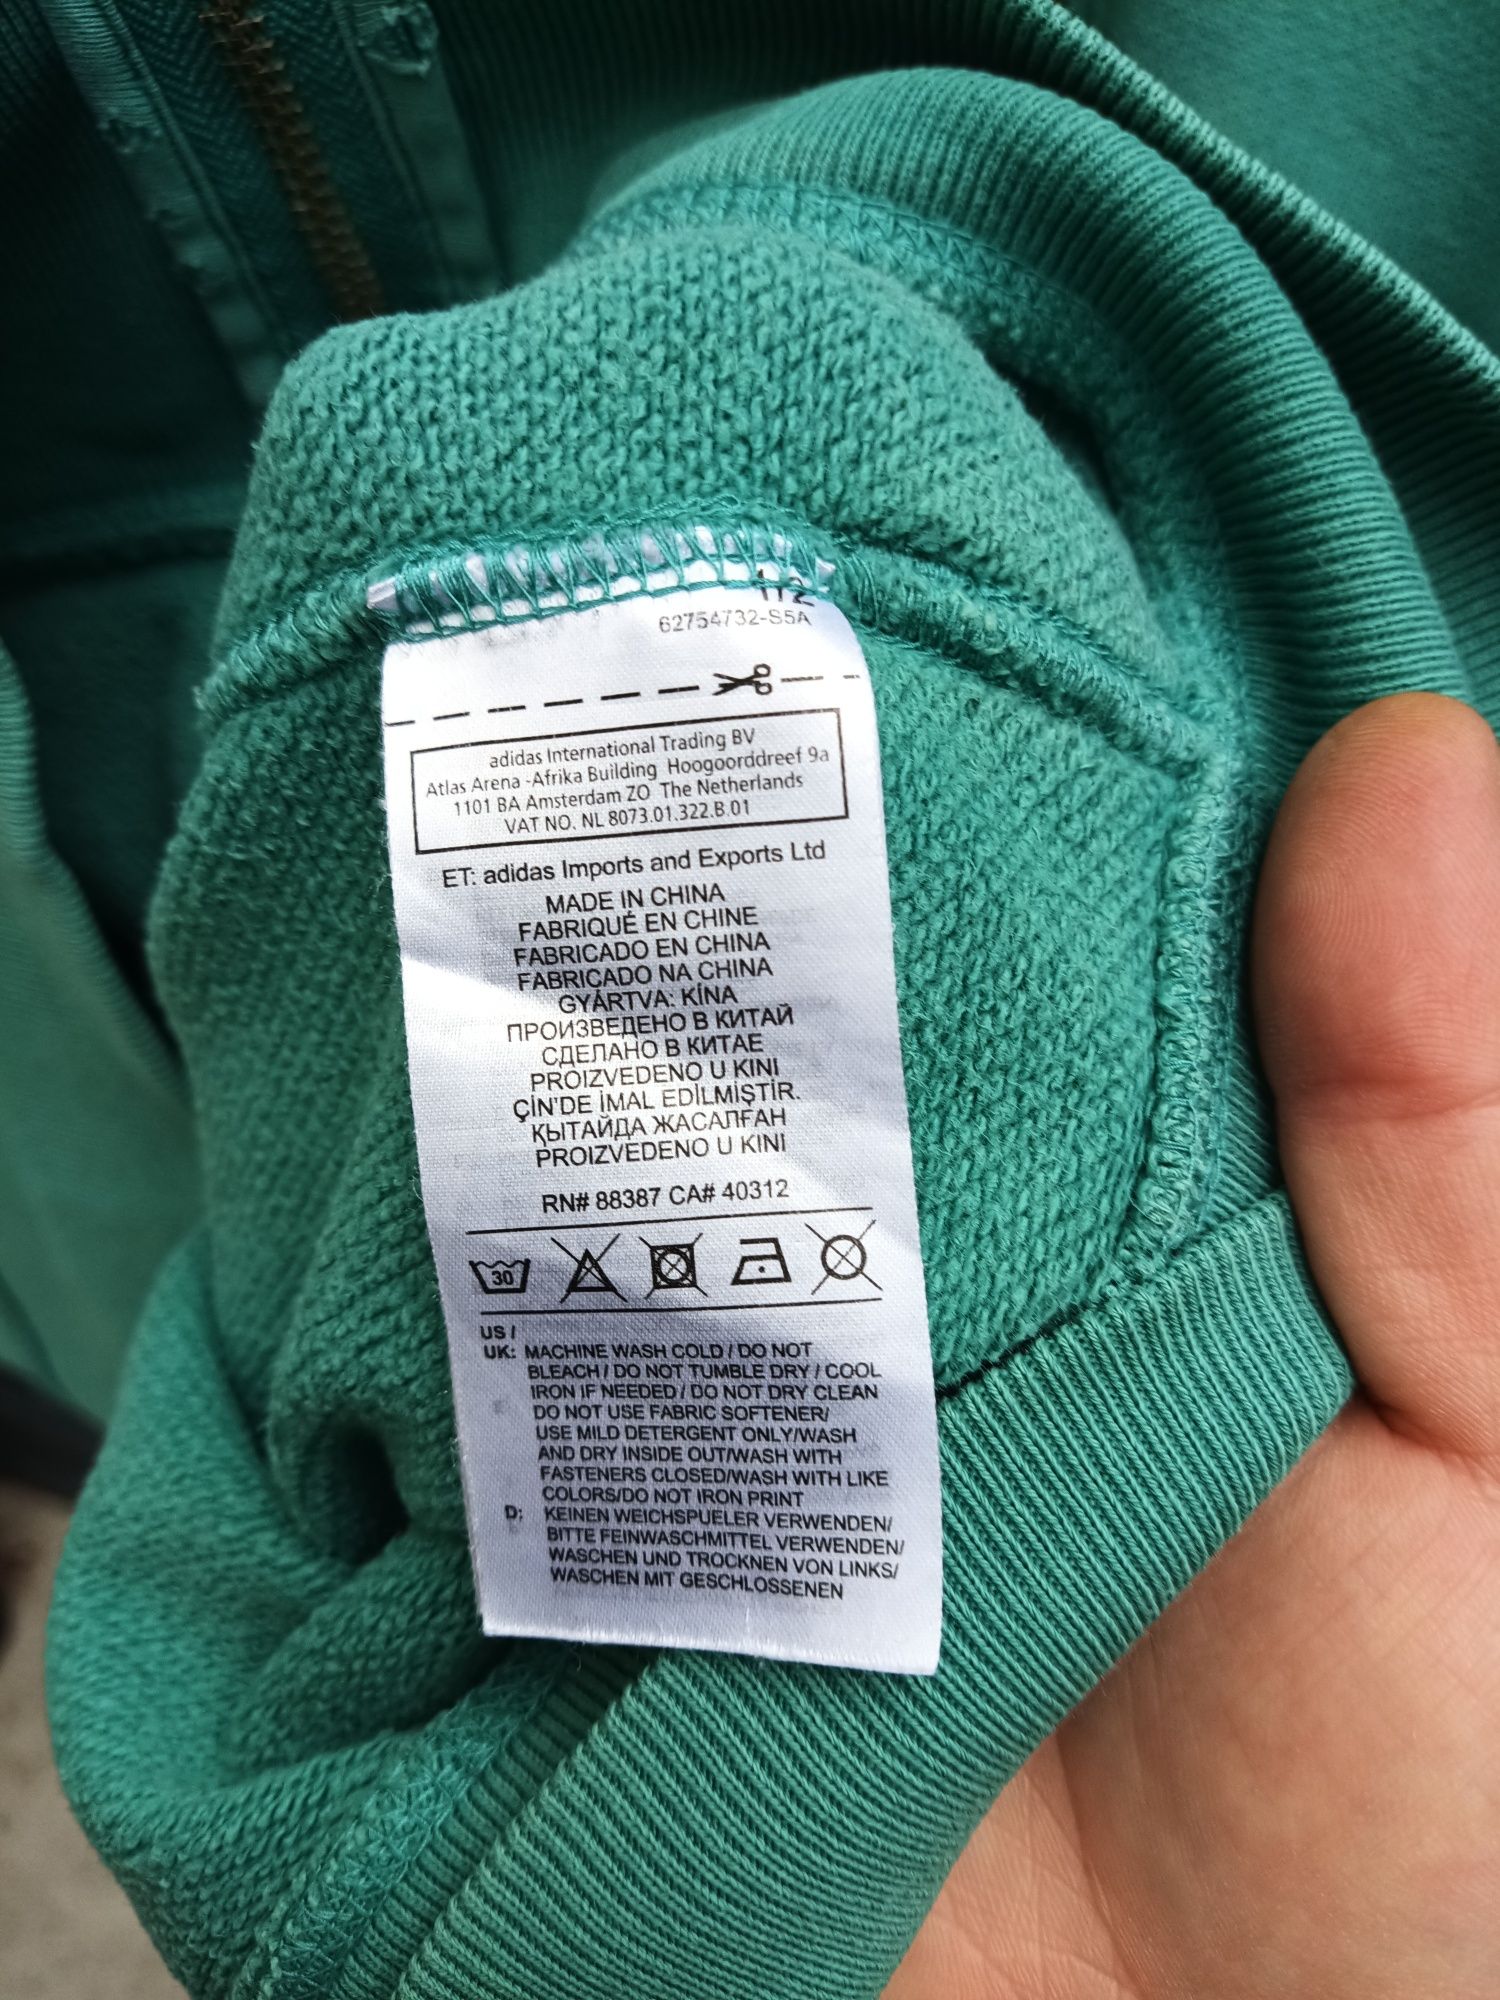 62754732-S5A
adidas International Trading BV
Atlas Arena -Afrika Building Hoogoorddreef 9a
1101 BA Amsterdam ZO The Netherlands
VAT NO. NL 8073.01.322.B.01
ET: adidas Imports and Exports Ltd
MADE IN CHINA
FABRIQUÉ EN CHINE
FABRICADO EN CHINA
FABRICADO NA CHINA
GYÁRTVA: KÍNA
ПРОИЗВЕДЕНО В КИТАЙ
СДЕЛАНО В КИТАЕ
PROIZVEDENO U KINI
ÇİN'DE İMAL EDİLMİŞTİR.
ҚЫТАЙДА ЖАСАЛҒАН
PROIZVEDENO U KINI
RN# 88387 CA# 40312
30
US /
UK: MACHINE WASH COLD / DO NOT
BLEACH / DO NOT TUMBLE DRY / COOL
IRON IF NEEDED / DO NOT DRY CLEAN
DO NOT USE FABRIC SOFTENER/
USE MILD DETERGENT ONLY/WASH
AND DRY INSIDE OUT/WASH WITH
FASTENERS CLOSED/WASH WITH LIKE
COLORS/DO NOT IRON PRINT
D: KEINEN WEICHSPUELER VERWENDEN/
BITTE FEINWASCHMITTEL VERWENDEN/
WASCHEN UND TROCKNEN VON LINKS/
WASCHEN MIT GESCHLOSSENEN